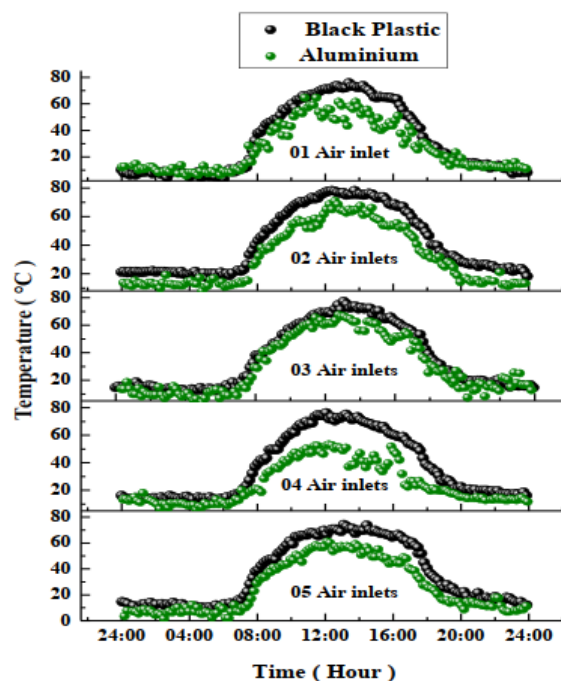 Black Plastic
Aluminium
80
60
40
20
01 Air inlet
80
60
40
20
02 Air inlets
80
60
40
20
03 Air inlets
80
60
40
20
04 Air inlets
80
60
40
20
0
05 Air inlets
Temperature ( °C)
24:00 04:00 08:00 12:00 16:00 20:00 24:00
Time ( Hour )